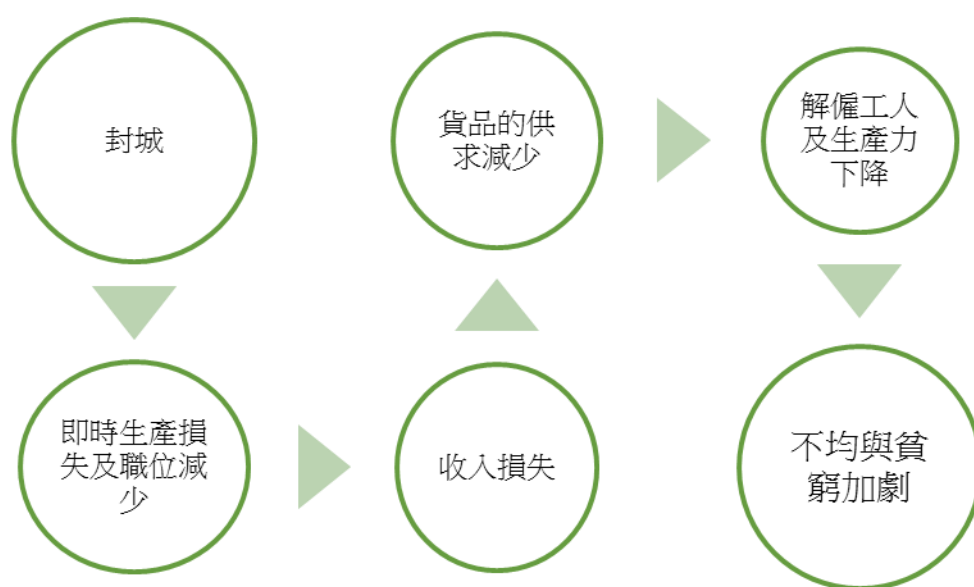 封城
即時生產損
失及職位減
少
收入損失
貨品的供
求減少
解僱工人
及生產力
下降
不均與貧
窮加劇